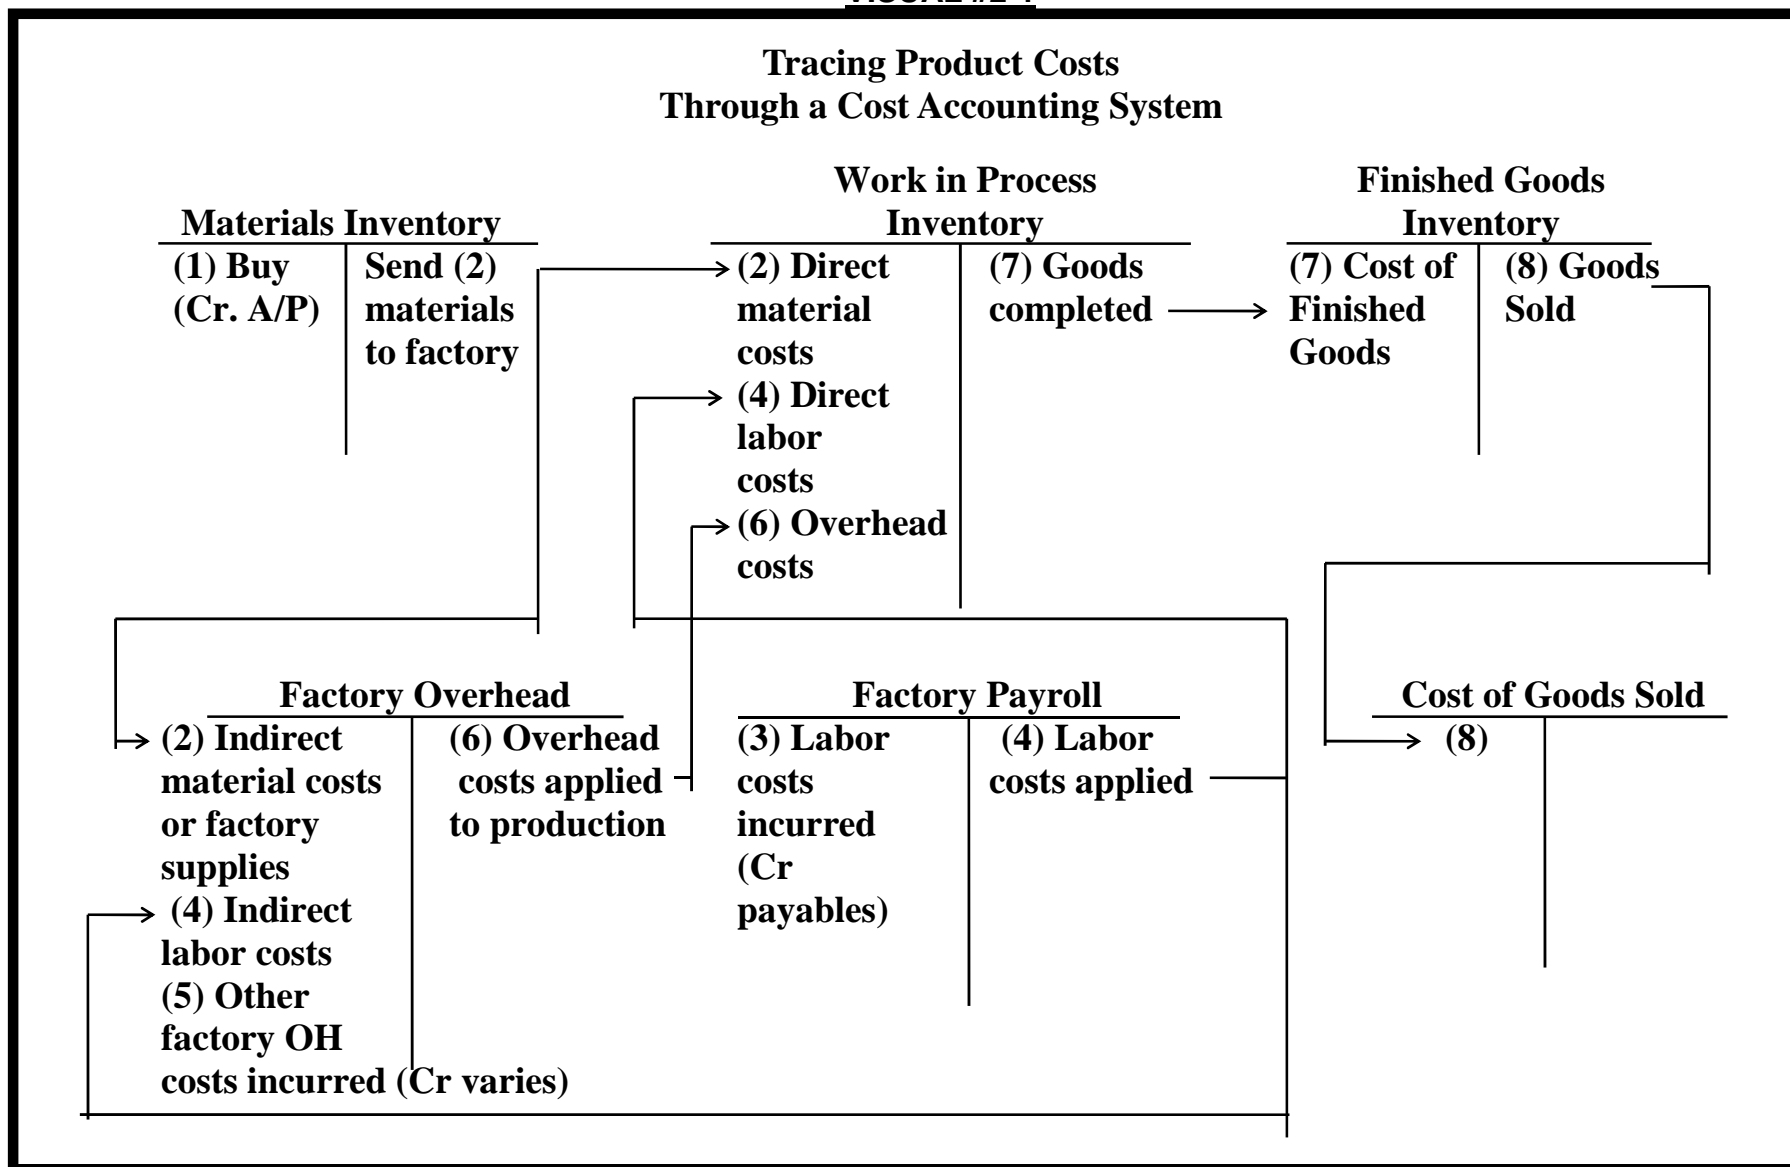 Tracing Product Costs
Through a Cost Accounting System
Materials Inventory
(1) Buy
(Cr. A/P)
Send (2)
materials
to factory
Work in Process
Inventory
(2) Direct
material
costs
(4) Direct
labor
costs
(6) Overhead
costs
(7) Goods
completed
Finished Goods
Inventory
(7) Cost of
Finished
Goods
(8) Goods
Sold
Factory Overhead
(2) Indirect
material costs
or factory
supplies
(4) Indirect
labor costs
(5) Other
factory OH
costs incurred (Cr varies)
(6) Overhead
costs applied
to production
Factory Payroll
(3) Labor
costs
incurred
(Cr
payables)
(4) Labor
costs applied
Cost of Goods Sold
(8)